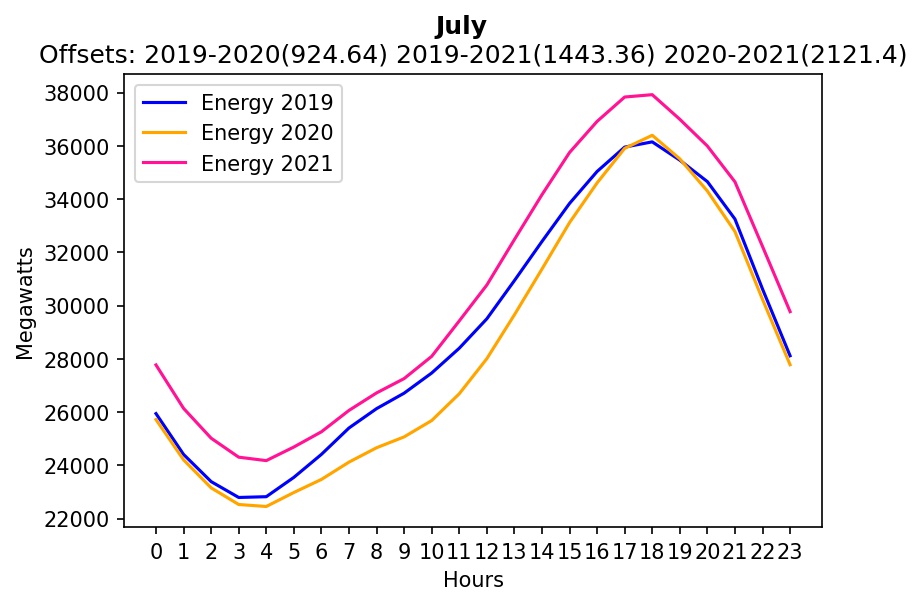 July
Offsets: 2019-2020(924.64) 2019-2021(1443.36) 2020-2021(2121.4)
Energy 2019
Energy 2020
Energy 2021
38000
36000
34000
32000
30000
28000
26000
24000
22000
Megawatts
0 1 2 3 4 5 6 7 8 9 10 11 12 13 14 15 16 17 18 19 20 21 22 23
Hours